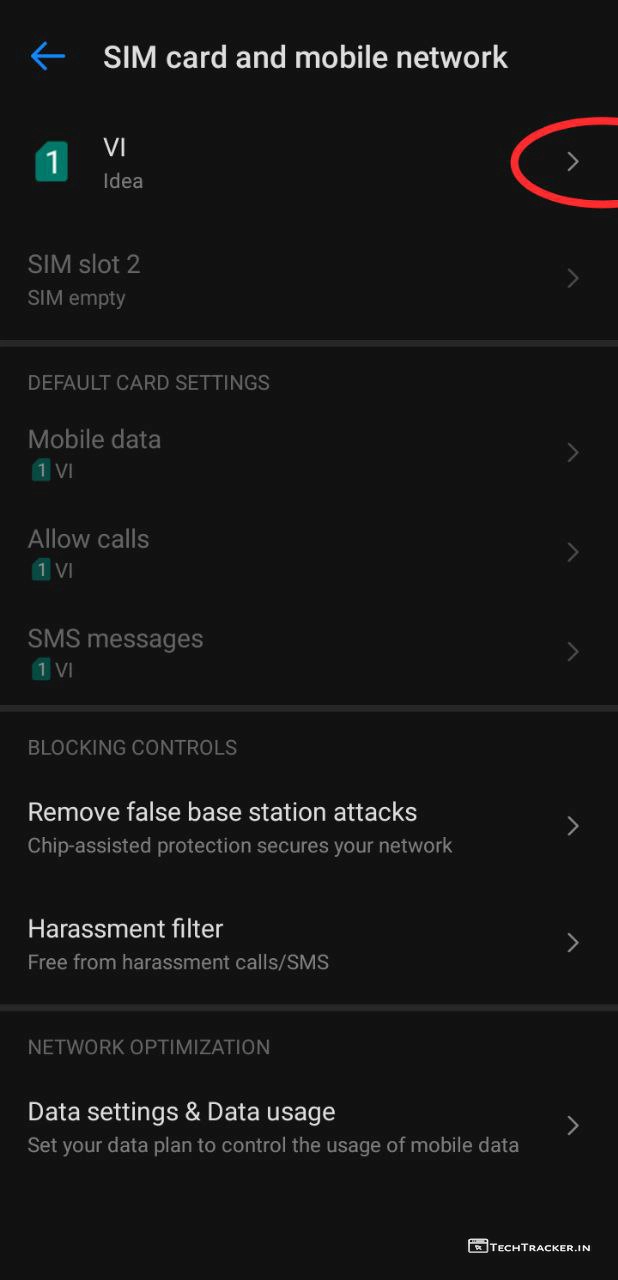 SIM card and mobile network
1
VI
Idea
SIM slot 2
SIM empty
DEFAULT CARD SETTINGS
Mobile data
1 VI
Allow calls
1 VI
SMS messages
1 VI
BLOCKING CONTROLS
Remove false base station attacks
Chip-assisted protection secures your network
Harassment filter
Free from harassment calls/SMS
NETWORK OPTIMIZATION
Data settings & Data usage
Set your data plan to control the usage of mobile data
TECHTRACKER.IN